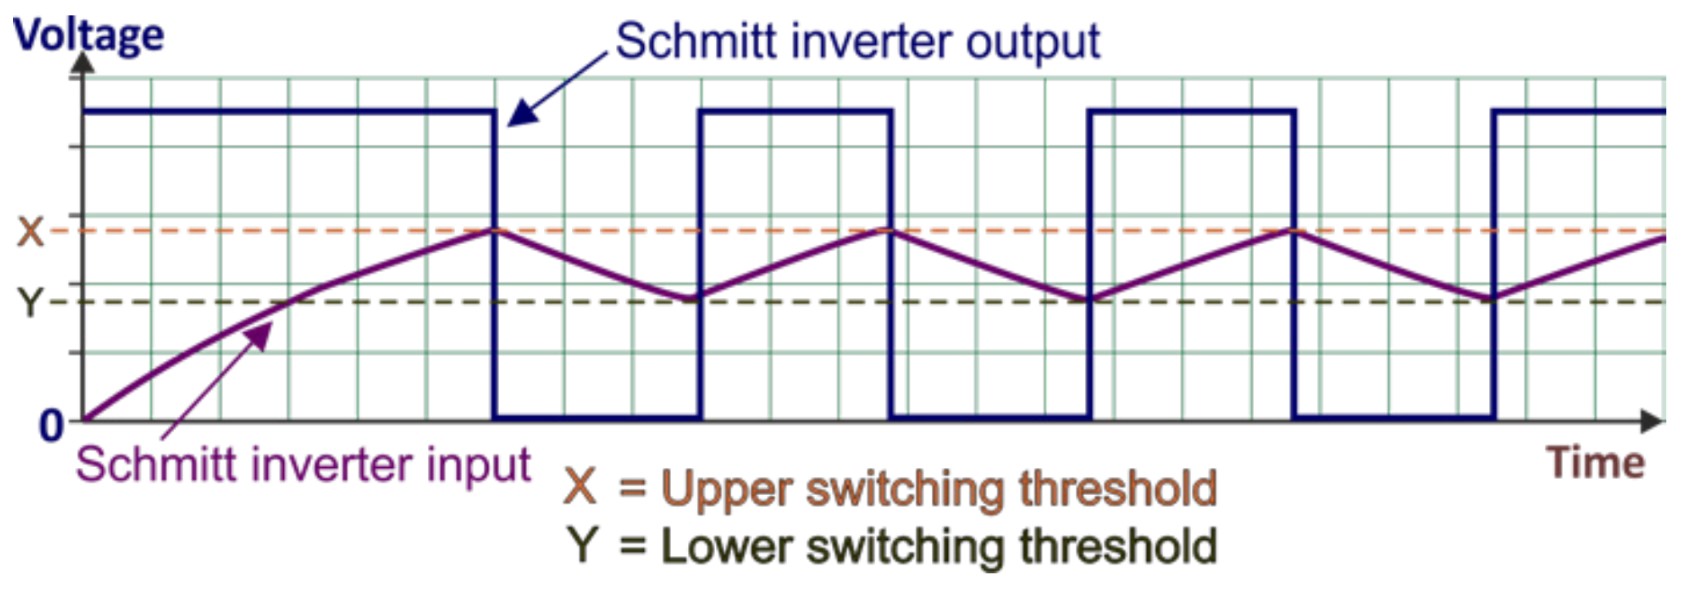 Voltage
Schmitt inverter output
X
Y
0
Schmitt inverter input
Time
X = Upper switching threshold
Y = Lower switching threshold